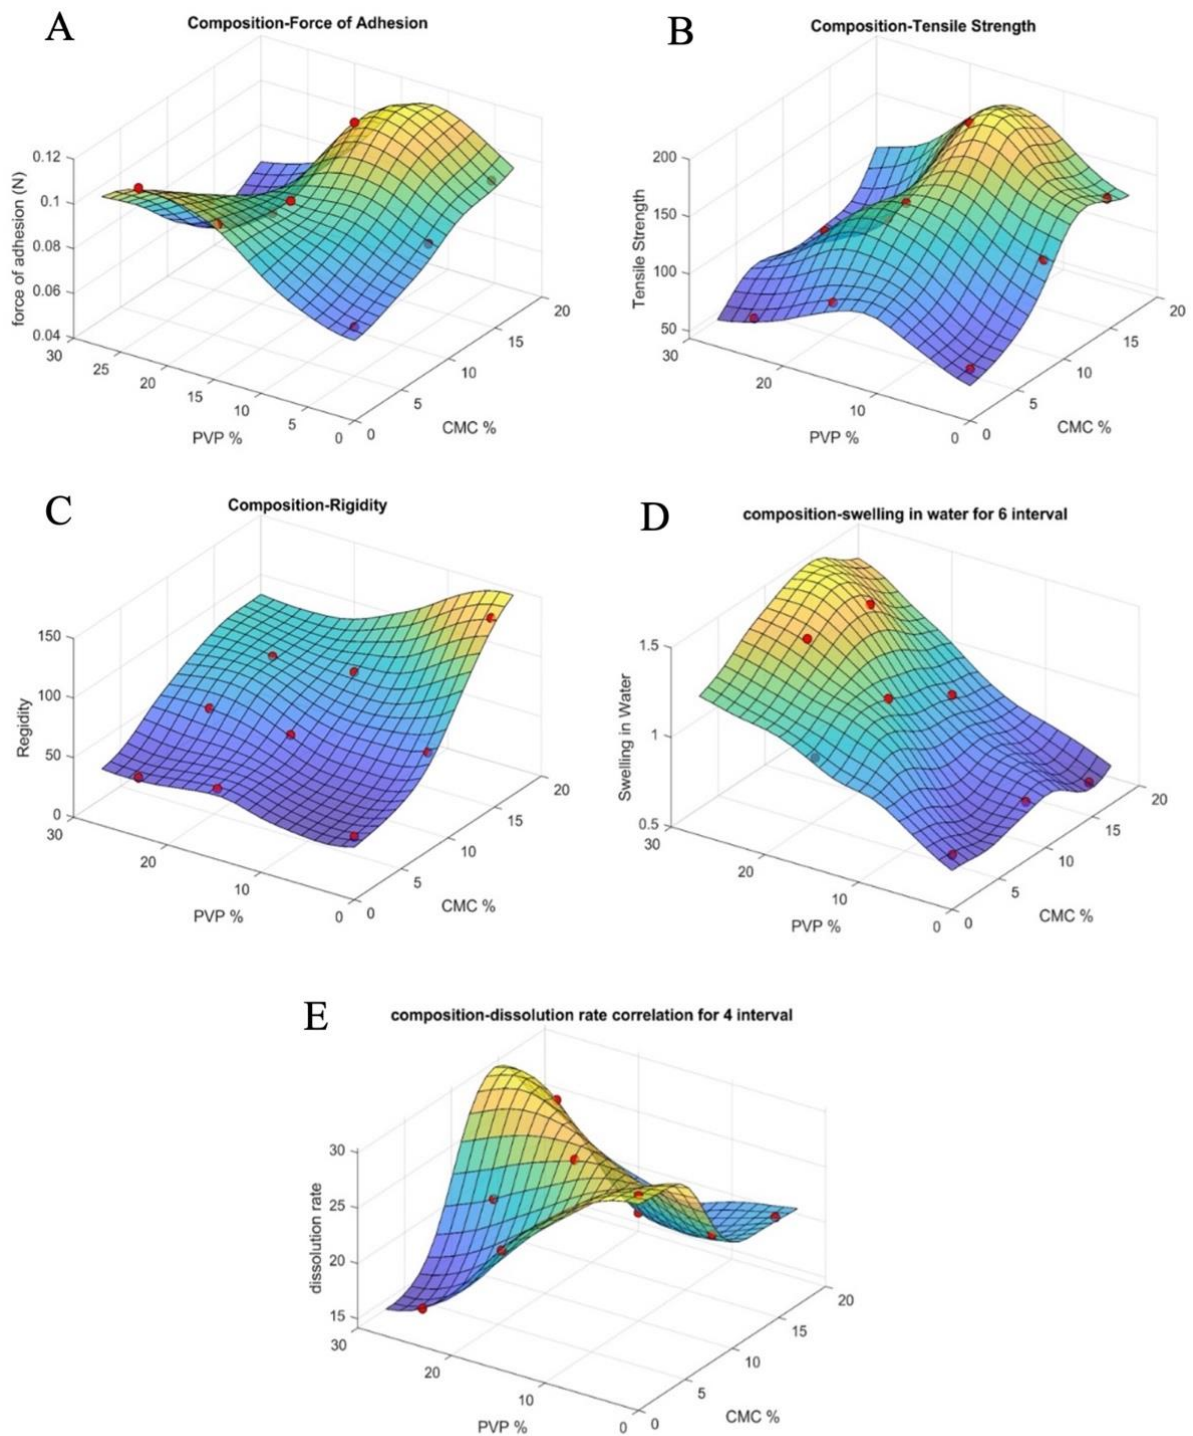 A
Composition-Force of Adhesion
force of adhesion (N)
0.12
0.1
0.08
0.06
0.04
30
25
20
15
10
5
0
PVP %
0
5
10
15
20
CMC %
B
Composition-Tensile Strength
Tensile Strength
200
150
100
50
30
20
10
0
PVP %
0
5
10
15
20
CMC %
C
Composition-Rigidity
Regidity
150
100
50
0
30
20
10
0
PVP %
0
5
10
15
20
CMC %
D
composition-swelling in water for 6 interval
Swelling in Water
1.5
1
0.5
30
20
10
0
PVP %
0
5
10
15
20
CMC %
E
composition-dissolution rate correlation for 4 interval
dissolution rate
30
25
20
15
30
20
10
0
PVP %
0
5
10
15
20
CMC %